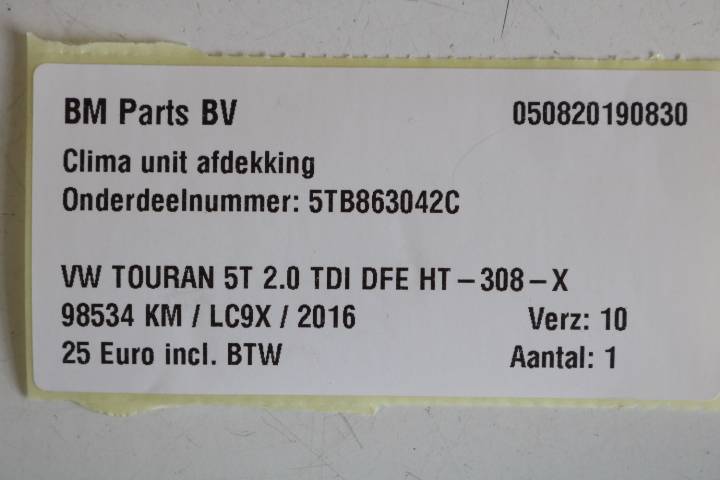 BM Parts BV 050820190830
Clima unit afdekking
Onderdeelnummer: 5TB863042C
VW TOURAN 5T 2.0 TDI DFE HT-308-X
98534 KM / LC9X / 2016 Verz: 10
25 Euro incl. BTW Aantal: 1